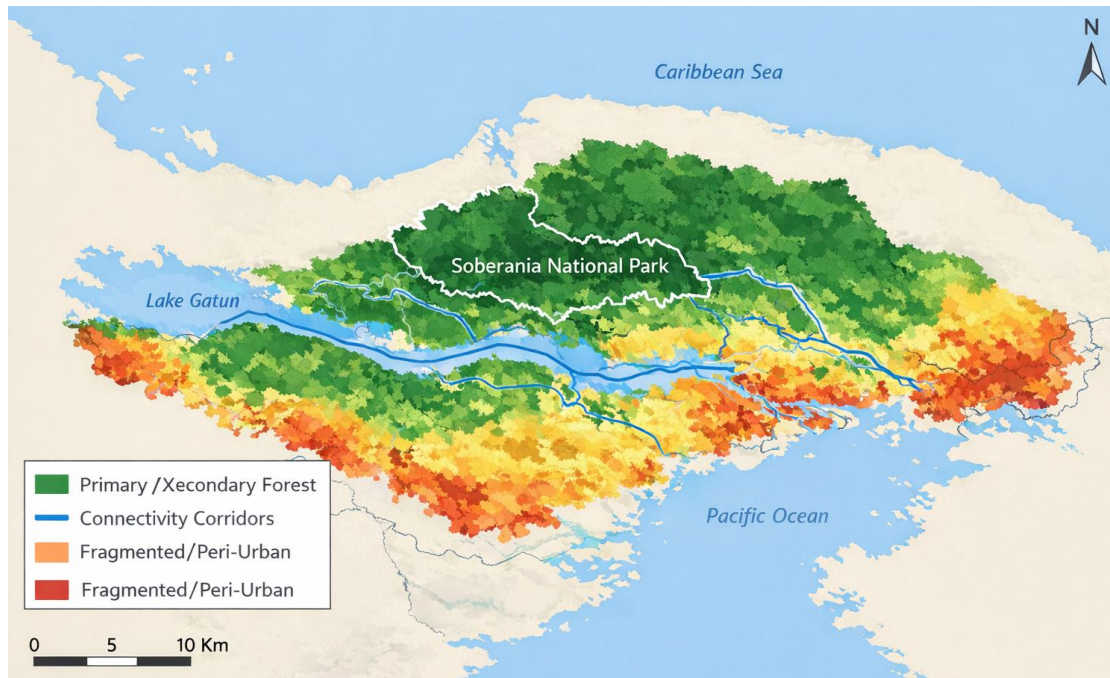 N
Caribbean Sea
Soberania National Park
Lake Gatun
Pacific Ocean
Primary /Xecondary Forest
Connectivity Corridors
Fragmented/Peri-Urban
Fragmented/Peri-Urban
0 5 10 Km